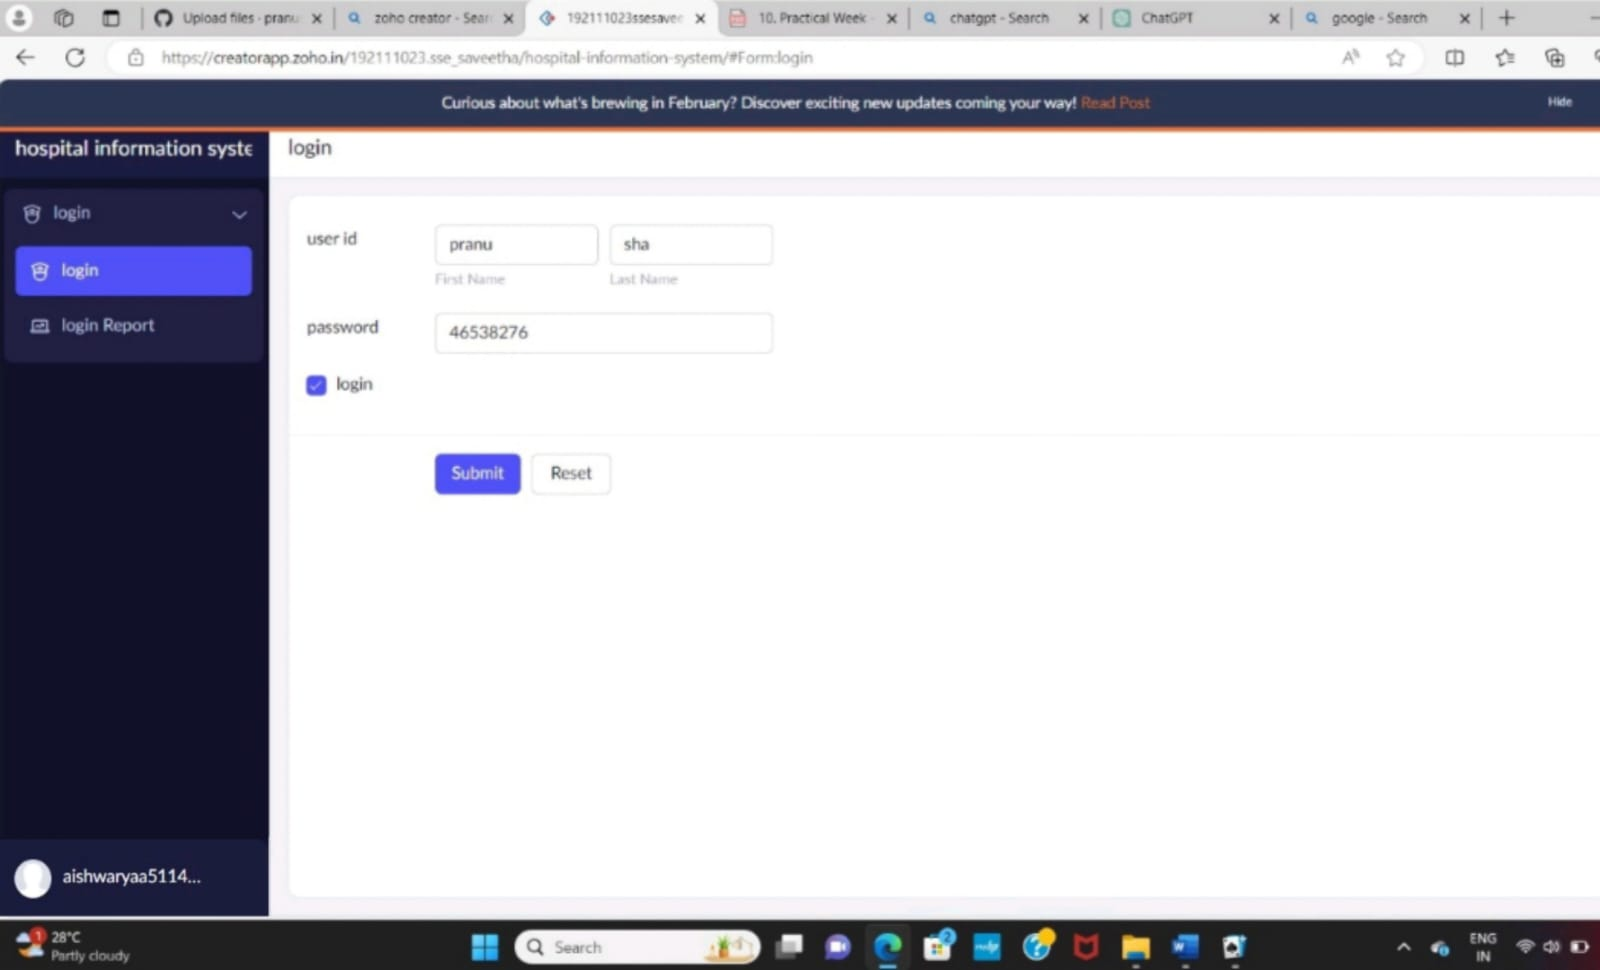 Upload files · pranu
zoho creator - Sear
192111023ssesavee
10. Practical Week -
chatgpt - Search
ChatGPT
google - Search
https://creatorapp.zoho.in/192111023.sse_saveetha/hospital-information-system/#Form:login
Curious about what's brewing in February? Discover exciting new updates coming your way! Read Post
Hide
hospital information syste
login
login
login
login Report
user id
pranu
sha
First Name
Last Name
password
46538276
login
Submit
Reset
aishwaryaa5114...
1
28°C
Partly cloudy
Search
2
ENG
IN